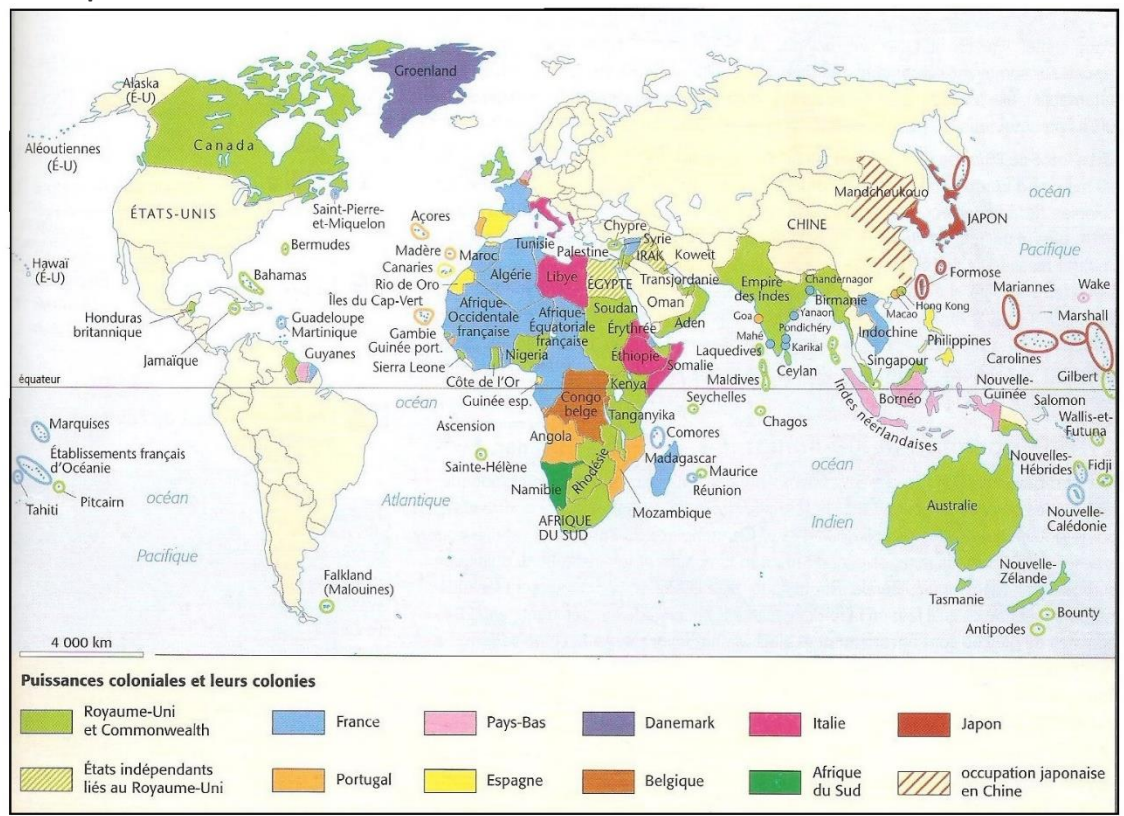 Groenland
Alaska
(É-U)
Canada
Aléoutiennes
(É-U)
ÉTATS-UNIS
Saint-Pierre-
et-Miquelon
Bermudes
Hawaï
(É-U)
Bahamas
Honduras
britannique
Jamaïque
Guadeloupe
Martinique
Guyanes
équateur
Marquises
Établissements français
d'Océanie
Tahiti
Pitcairn
océan
Pacifique
Falkland
(Malouines)
Açores
Madère
Canaries
Rio de Oro
Îles du Cap-Vert
Gambie
Guinée port.
Sierra Leone
Côte de l'Or
Guinée esp.
océan
Ascension
Sainte-Hélène
Atlantique
Maroc
Algérie
Tunisie
Libye
ÉGYPTE
Afrique-
Occidentale
française
Afrique-
Équatoriale
française
Nigeria
Soudan
Érythrée
Éthiopie
Somalie
Kenya
Congo
belge
Tanganyika
Angola
Rhodésie
Namibie
AFRIQUE
DU SUD
Mozambique
Madagascar
Comores
Maurice
Réunion
Seychelles
Chypre
Palestine
Syrie
IRAK
Koweit
Transjordanie
Oman
Aden
Mandchoukouo
CHINE
JAPON
océan
Pacifique
Empire
des Indes
Chandernagor
Birmanie
Goa
Yanaon
Mahé
Pondichéry
Karikal
Laquedives
Ceylan
Maldives
Chagos
Macao
Hong Kong
Formose
Indochine
Philippines
Singapour
Bornéo
Indes néerlandaises
Mariannes
Wake
Marshall
Carolines
Gilbert
Nouvelle-
Guinée
Salomon
Wallis-et-
Futuna
Nouvelles-
Hébrides
Fidji
Nouvelle-
Calédonie
océan
Indien
Australie
Nouvelle-
Zélande
Tasmanie
Bounty
Antipodes
4 000 km
Puissances coloniales et leurs colonies
Royaume-Uni
et Commonwealth
France
Pays-Bas
Danemark
Italie
Japon
États indépendants
liés au Royaume-Uni
Portugal
Espagne
Belgique
Afrique
du Sud
occupation japonaise
en Chine